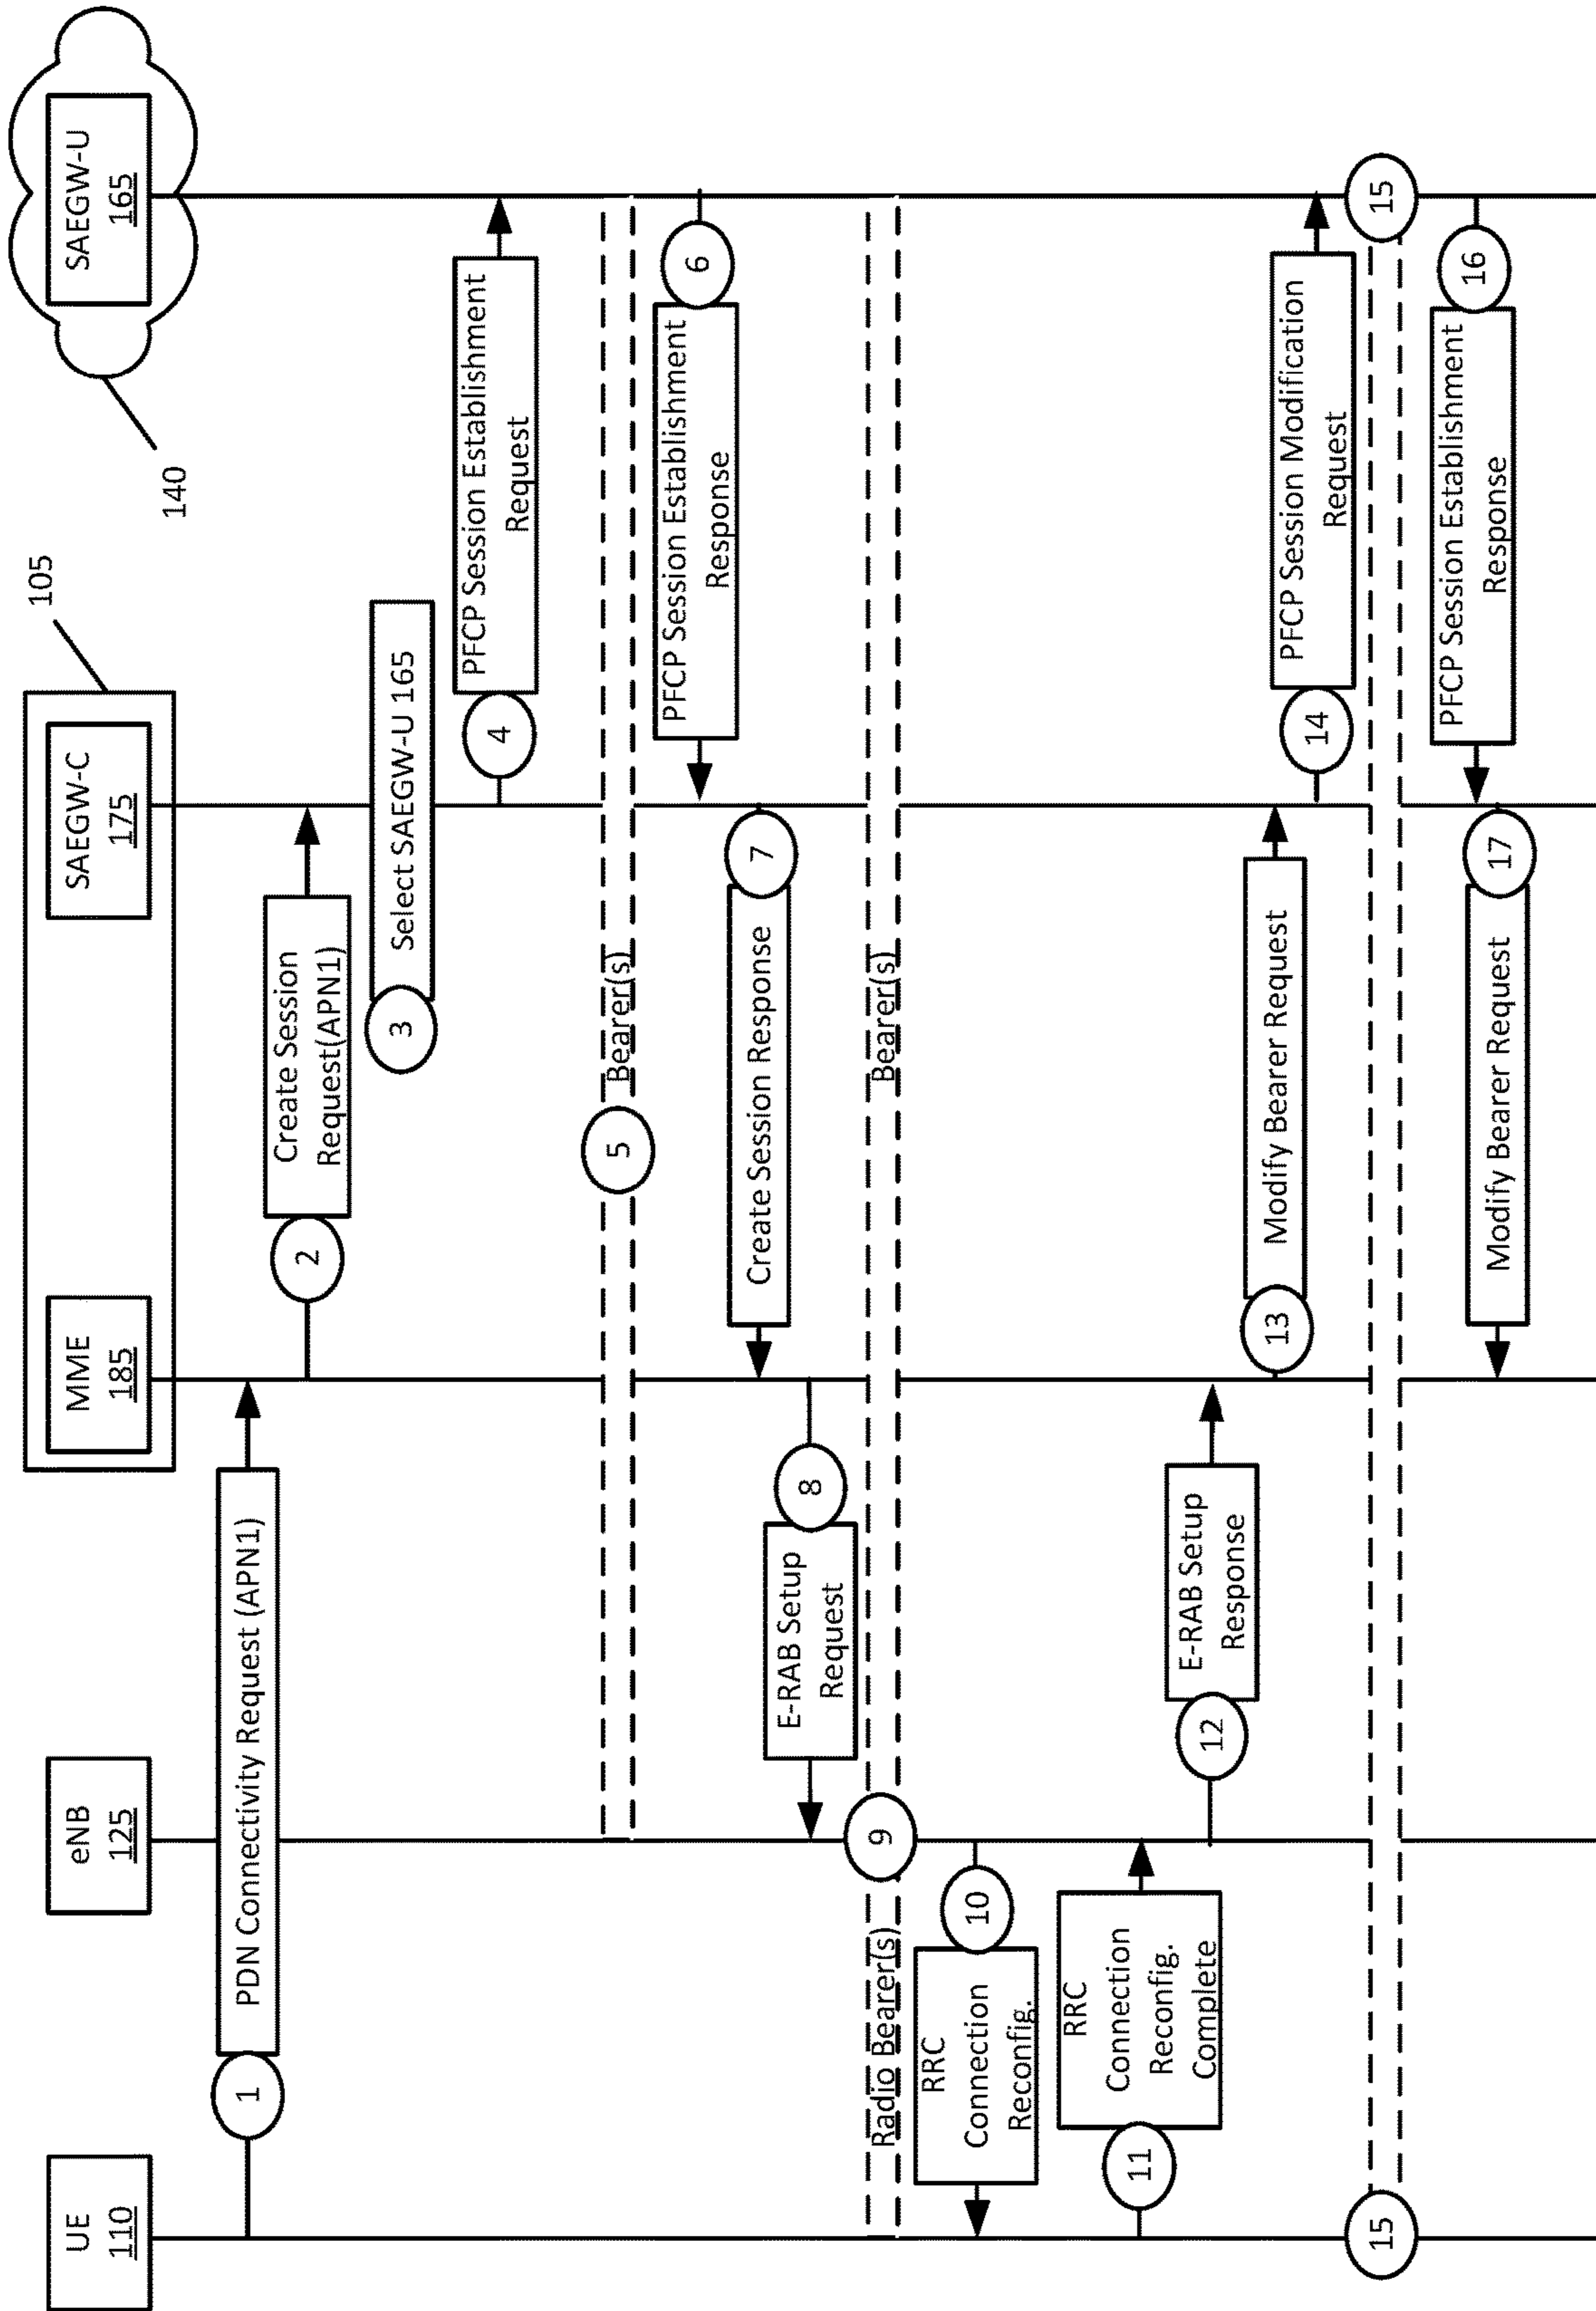 UE
110
eNB
125
MME
185
SAEGW-C
175
105
SAEGW-U
165
140
1
PDN Connectivity Request (APN1)
2
Create Session
Request(APN1)
3
Select SAEGW-U 165
4
PFCP Session Establishment
Request
5
Bearer(s)
PFCP Session Establishment
Response
6
Create Session Response
7
E-RAB Setup
Request
8
Radio Bearer(s)
9
Bearer(s)
RRC
Connection
Reconfig.
10
11
RRC
Connection
Reconfig.
Complete
12
E-RAB Setup
Response
13
Modify Bearer Request
14
PFCP Session Modification
Request
15
15
PFCP Session Establishment
Response
16
Modify Bearer Request
17